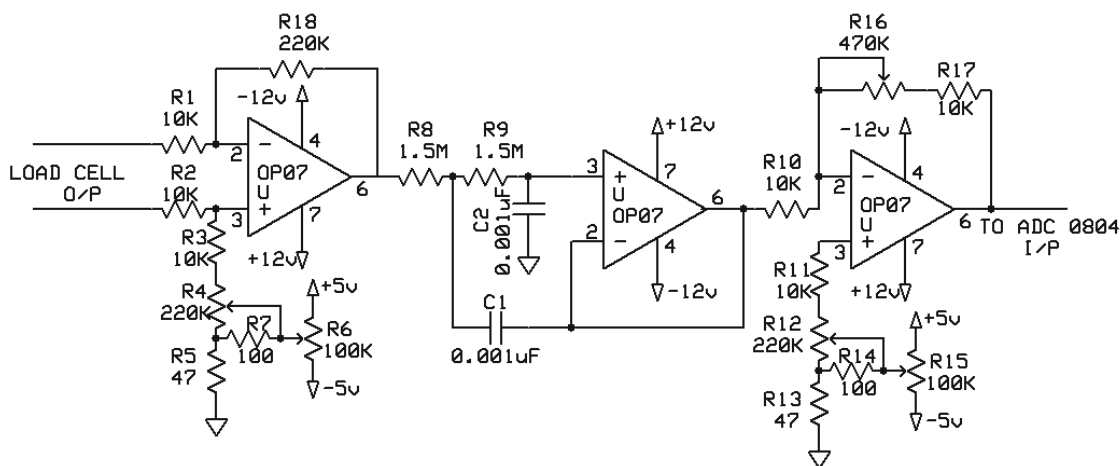 R18
220K
-12v
R1
10K
4
2
-
OP07
U
+
3
6
7
+12v
LOAD CELL
O/P
R2
10K
R3
10K
R4
220K
R7
100
R5
47
+5v
R6
100K
-5v
R8
1.5M
R9
1.5M
C2
0.001uF
C1
0.001uF
+12v
7
3
+
U
OP07
2
-
6
4
-12v
R10
10K
R16
470K
R17
10K
-12v
4
2
-
OP07
U
+
3
6
7
+12v
TO ADC 0804
I/P
R11
10K
R12
220K
R14
100
R13
47
+5v
R15
100K
-5v